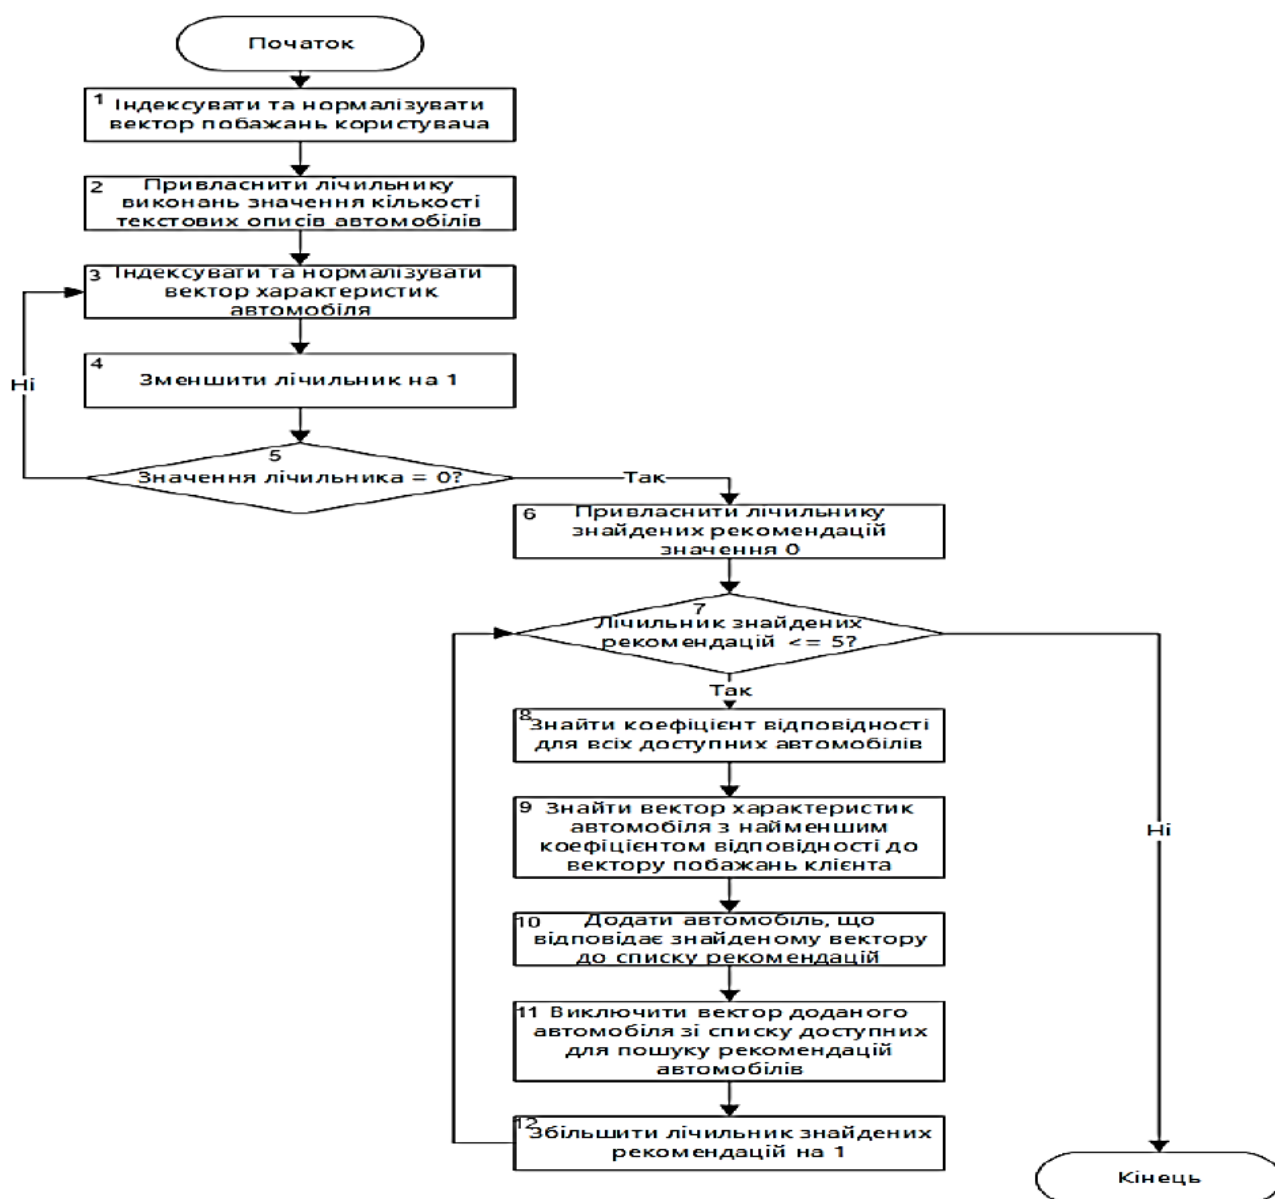 Початок
1 Індексувати та нормалізувати
вектор побажань користувача
2 Привласнити лічильнику
виконань значення кількості
текстових описів автомобілів
3 Індексувати та нормалізувати
вектор характеристик
автомобіля
4
Зменшити лічильник на 1
Ні
5
Значення лічильника = 0?
Так
6 Привласнити лічильнику
знайдених рекомендацій
значення 0
7
Лічильник знайдених
рекомендацій <= 5?
Так
8
Знайти коефіцієнт відповідності
для всіх доступних автомобілів
9 Знайти вектор характеристик
автомобіля з найменшим
коефіцієнтом відповідності до
вектору побажань клієнта
Ні
10 Додати автомобіль, що
відповідає знайденому вектору
до списку рекомендацій
11 Виключити вектор доданого
автомобіля зі списку доступних
для пошуку рекомендацій
автомобілів
12
Збільшити лічильник знайдених
рекомендацій на 1
Кінець